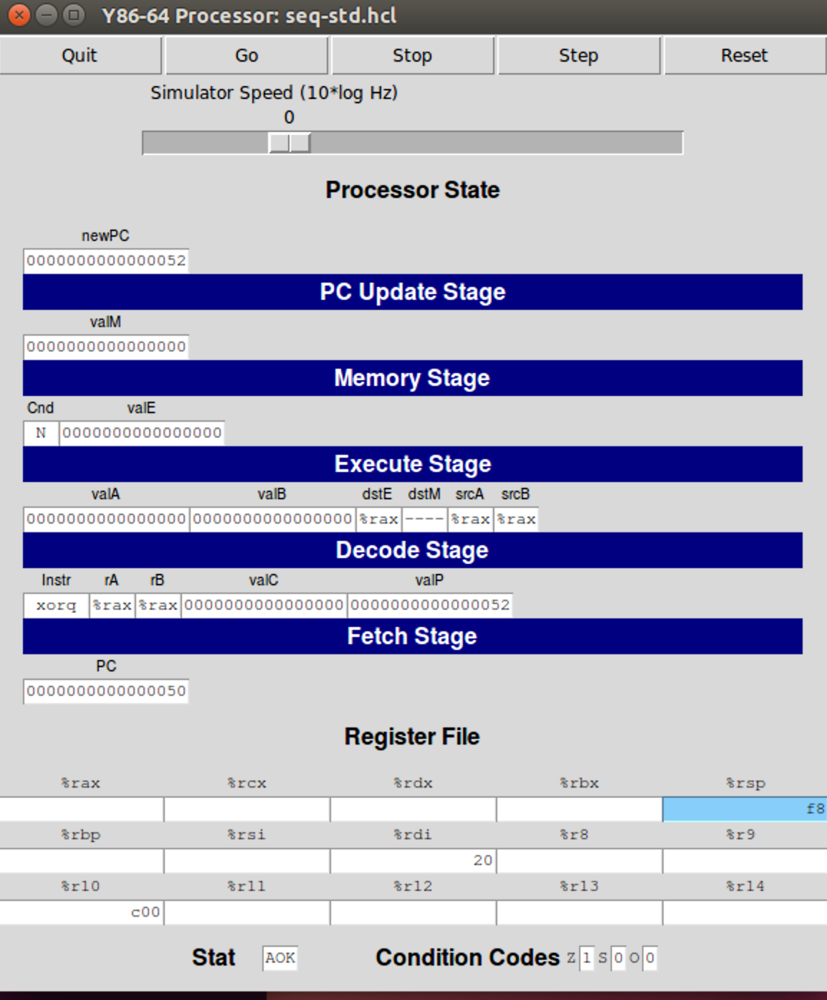 Y86-64 Processor: seq-std.hcl
Quit Go Stop Step Reset
Simulator Speed (10*log Hz)
0
Processor State
newPC
0000000000000052
PC Update Stage
valM
0000000000000000
Memory Stage
Cnd valE
N 0000000000000000
Execute Stage
valA valB dstE dstM srcA srcB
0000000000000000 0000000000000000 %rax ---- %rax %rax
Decode Stage
Instr rA rB valC valP
xorq %rax %rax 0000000000000000 0000000000000052
Fetch Stage
PC
0000000000000050
Register File
%rax %rcx %rdx %rbx %rsp
f8
%rbp %rsi %rdi %r8 %r9
20
%r10 %r11 %r12 %r13 %r14
c00
Stat AOK Condition Codes Z 1 S 0 O 0